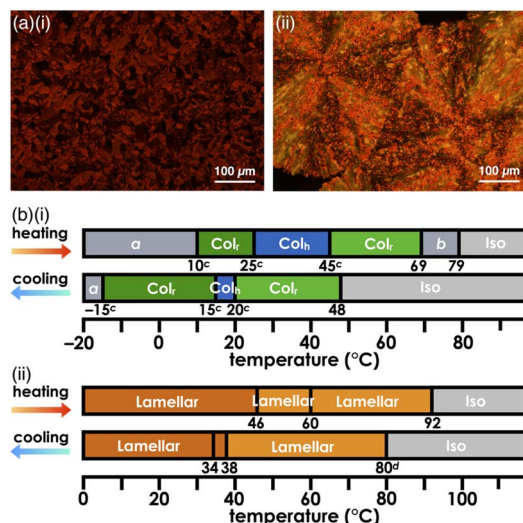 (a)(i)
(ii)
100 µm
100 µm
(b)(i)
heating
a Colr Colh Colr b Iso
10c 25c 45c 69 79
cooling
a Colr Colh Colr Iso
−15c 15c 20c 48
−20 0 20 40 60 80
temperature (°C)
(ii)
heating
Lamellar Lamellar Lamellar Iso
46 60 92
cooling
Lamellar Lamellar Iso
34 38 80d
0 20 40 60 80 100
temperature (°C)